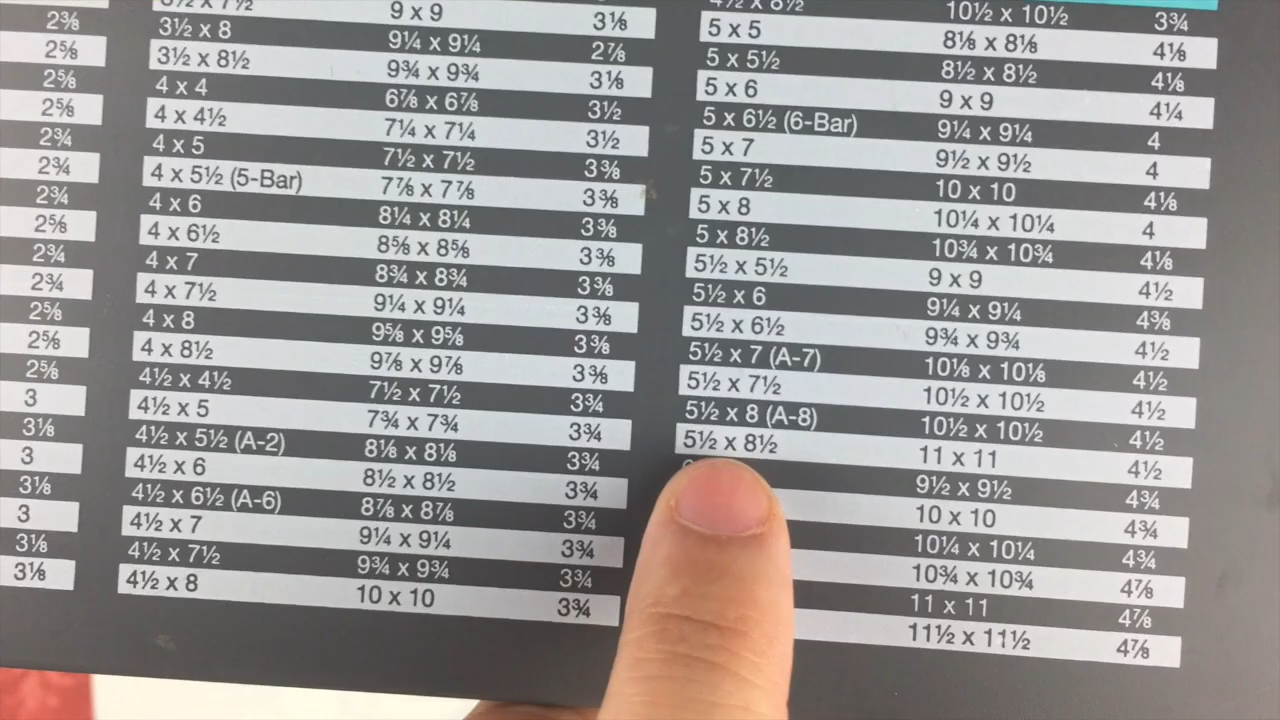 2⅜
2⅝
2⅝
2⅝
2¾
2¾
2¾
2⅝
2¾
2¾
2⅝
2⅝
2⅝
3
3⅛
3
3⅛
3
3⅛
3⅛
9 x 9 3⅛
3½ x 8 9¼ x 9¼ 2⅞
3½ x 8½ 9¾ x 9¾ 3⅛
4 x 4 6⅞ x 6⅞ 3½
4 x 4½ 7¼ x 7¼ 3½
4 x 5 7½ x 7½ 3⅜
4 x 5½ (5-Bar) 7⅞ x 7⅞ 3⅜
4 x 6 8¼ x 8¼ 3⅜
4 x 6½ 8⅝ x 8⅝ 3⅜
4 x 7 8¾ x 8¾ 3⅜
4 x 7½ 9¼ x 9¼ 3⅜
4 x 8 9⅝ x 9⅝ 3⅜
4 x 8½ 9⅞ x 9⅞ 3⅜
4½ x 4½ 7½ x 7½ 3¾
4½ x 5 7¾ x 7¾ 3¾
4½ x 5½ (A-2) 8⅛ x 8⅛ 3¾
4½ x 6 8½ x 8½ 3¾
4½ x 6½ (A-6) 8⅞ x 8⅞ 3¾
4½ x 7 9¼ x 9¼ 3¾
4½ x 7½ 9¾ x 9¾ 3¾
4½ x 8 10 x 10 3¾
4½ x 8½ 10½ x 10½ 3¾
5 x 5 8⅛ x 8⅛ 4⅛
5 x 5½ 8½ x 8½ 4⅛
5 x 6 9 x 9 4¼
5 x 6½ (6-Bar) 9¼ x 9¼ 4
5 x 7 9½ x 9½ 4
5 x 7½ 10 x 10 4⅛
5 x 8 10¼ x 10¼ 4
5 x 8½ 10¾ x 10¾ 4⅛
5½ x 5½ 9 x 9 4½
5½ x 6 9¼ x 9¼ 4⅜
5½ x 6½ 9¾ x 9¾ 4½
5½ x 7 (A-7) 10⅛ x 10⅛ 4½
5½ x 7½ 10½ x 10½ 4½
5½ x 8 (A-8) 10½ x 10½ 4½
5½ x 8½ 11 x 11 4½
9½ x 9½ 4¾
10 x 10 4¾
10¼ x 10¼ 4¾
10¾ x 10¾ 4⅞
11 x 11 4⅞
11½ x 11½ 4⅞